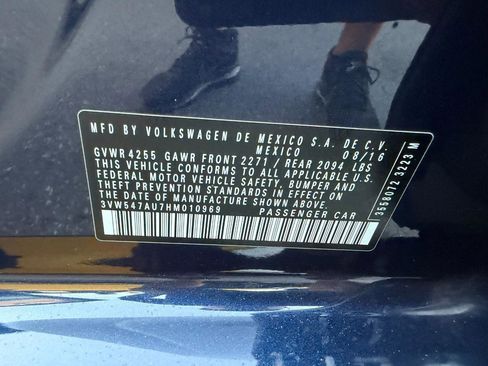 MFD BY VOLKSWAGEN DE MEXICO S.A. DE C.V.
MEXICO 08/16
GVWR 4255 GAWR FRONT 2271 / REAR 2094 LBS
THIS VEHICLE CONFORMS TO ALL APPLICABLE U.S.
FEDERAL MOTOR VEHICLE SAFETY, BUMPER AND
THEFT PREVENTION STANDARDS IN EFFECT ON
THE DATE OF MANUFACTURE SHOWN ABOVE.
3VW547AU7HM010969 PASSENGER CAR
3558072 3223 M